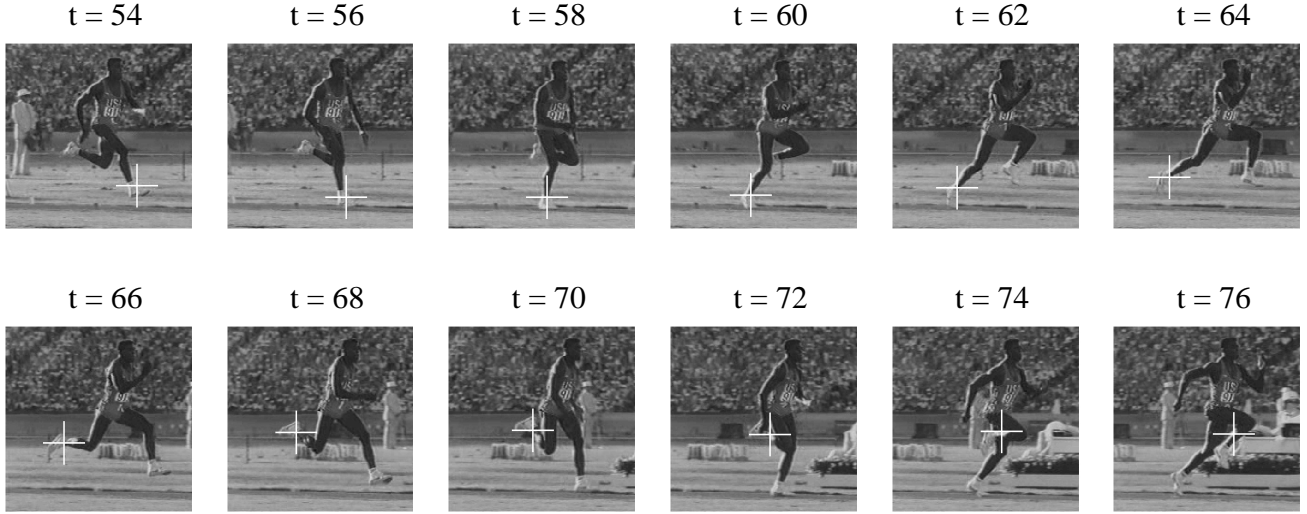 t = 54 t = 56 t = 58 t = 60 t = 62 t = 64
t = 66 t = 68 t = 70 t = 72 t = 74 t = 76